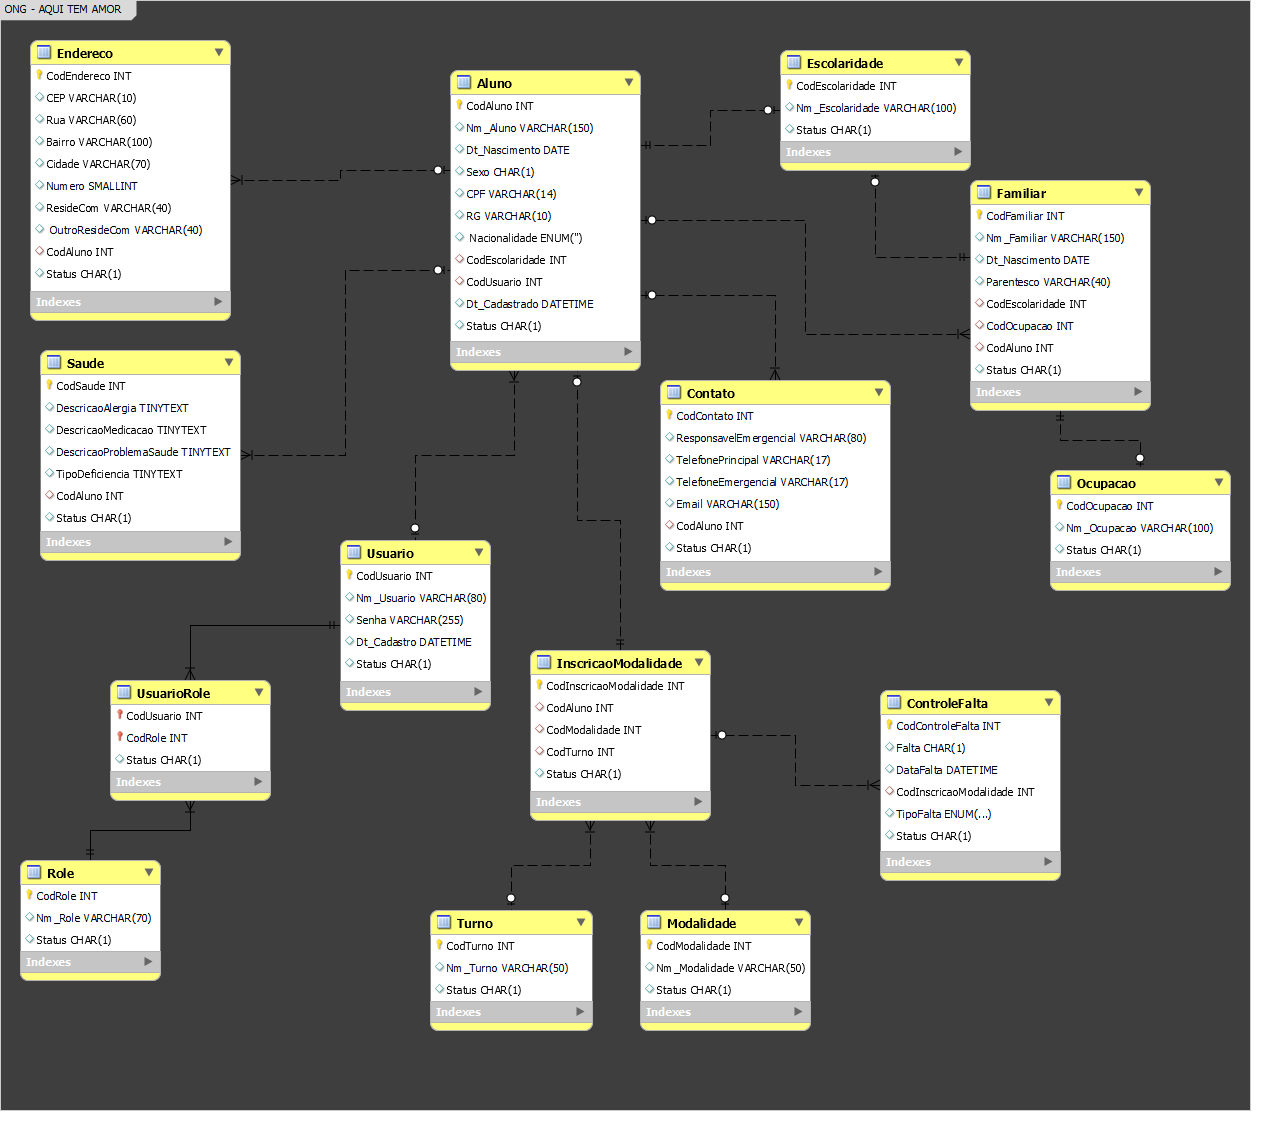 ONG - AQUI TEM AMOR
Endereco
CodEndereco INT
CEP VARCHAR(10)
Rua VARCHAR(60)
Bairro VARCHAR(100)
Cidade VARCHAR(70)
Numero SMALLINT
ResideCom VARCHAR(40)
OutroResideCom VARCHAR(40)
CodAluno INT
Status CHAR(1)
Indexes
Aluno
CodAluno INT
Nm_Aluno VARCHAR(150)
Dt_Nascimento DATE
Sexo CHAR(1)
CPF VARCHAR(14)
RG VARCHAR(10)
Nacionalidade ENUM('')
CodEscolaridade INT
CodUsuario INT
Dt_Cadastrado DATETIME
Status CHAR(1)
Indexes
Escolaridade
CodEscolaridade INT
Nm_Escolaridade VARCHAR(100)
Status CHAR(1)
Indexes
Familiar
CodFamiliar INT
Nm_Familiar VARCHAR(150)
Dt_Nascimento DATE
Parentesco VARCHAR(40)
CodEscolaridade INT
CodOcupacao INT
CodAluno INT
Status CHAR(1)
Indexes
Saude
CodSaude INT
DescricaoAlergia TINYTEXT
DescricaoMedicacao TINYTEXT
DescricaoProblemaSaude TINYTEXT
TipoDeficiencia TINYTEXT
CodAluno INT
Status CHAR(1)
Indexes
Contato
CodContato INT
ResponsavelEmergencial VARCHAR(80)
TelefonePrincipal VARCHAR(17)
TelefoneEmergencial VARCHAR(17)
Email VARCHAR(150)
CodAluno INT
Status CHAR(1)
Indexes
Ocupacao
CodOcupacao INT
Nm_Ocupacao VARCHAR(100)
Status CHAR(1)
Indexes
Usuario
CodUsuario INT
Nm_Usuario VARCHAR(80)
Senha VARCHAR(255)
Dt_Cadastro DATETIME
Status CHAR(1)
Indexes
UsuarioRole
CodUsuario INT
CodRole INT
Status CHAR(1)
Indexes
InscricaoModalidade
CodInscricaoModalidade INT
CodAluno INT
CodModalidade INT
CodTurno INT
Status CHAR(1)
Indexes
ControleFalta
CodControleFalta INT
Falta CHAR(1)
DataFalta DATETIME
CodInscricaoModalidade INT
TipoFalta ENUM(...)
Status CHAR(1)
Indexes
Role
CodRole INT
Nm_Role VARCHAR(70)
Status CHAR(1)
Indexes
Turno
CodTurno INT
Nm_Turno VARCHAR(50)
Status CHAR(1)
Indexes
Modalidade
CodModalidade INT
Nm_Modalidade VARCHAR(50)
Status CHAR(1)
Indexes